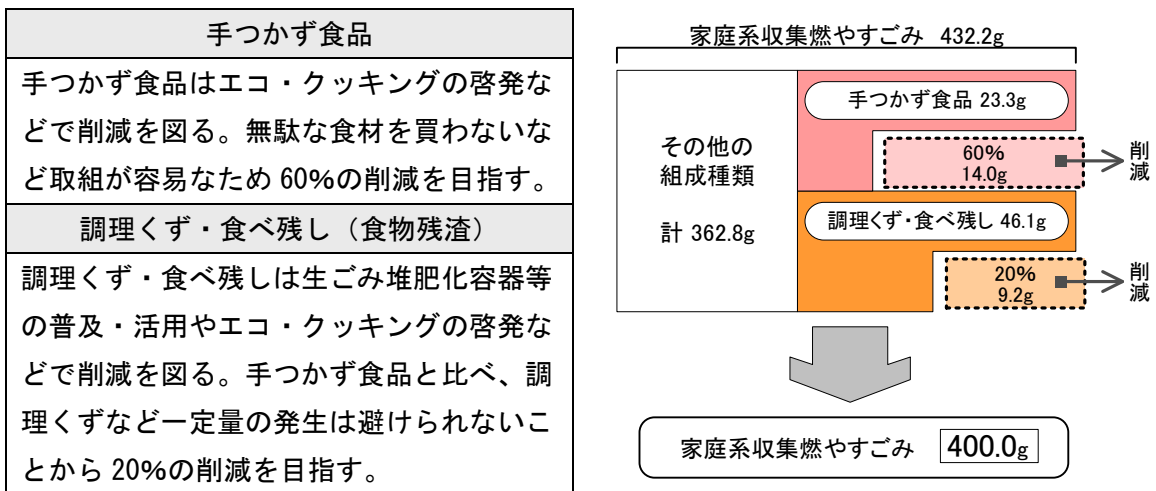 手つかず食品
手つかず食品はエコ・クッキングの啓発な
どで削減を図る。無駄な食材を買わないな
ど取組が容易なため 60%の削減を目指す。
調理くず・食べ残し（食物残渣）
調理くず・食べ残しは生ごみ堆肥化容器等
の普及・活用やエコ・クッキングの啓発な
どで削減を図る。手つかず食品と比べ、調
理くずなど一定量の発生は避けられないこ
とから 20%の削減を目指す。
家庭系収集燃やすごみ 432.2g
その他の
組成種類
計 362.8g
手つかず食品 23.3g
60%
14.0g
削減
調理くず・食べ残し 46.1g
20%
9.2g
削減
家庭系収集燃やすごみ 400.0g